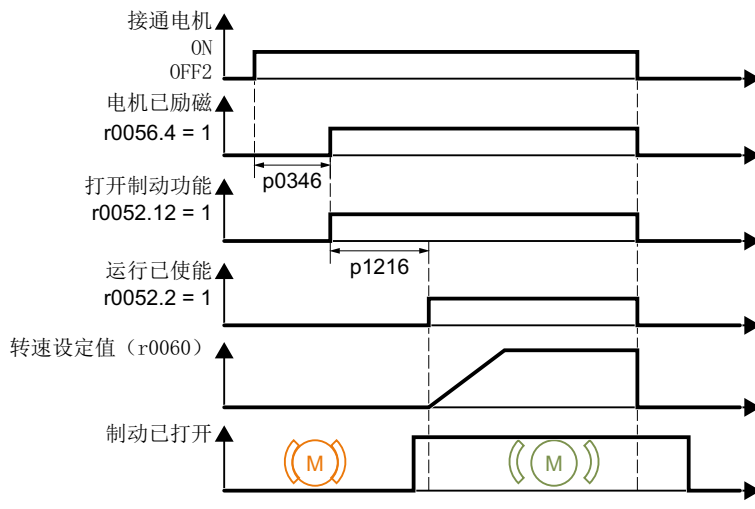 接通电机
ON
OFF2
电机已励磁
r0056.4 = 1
p0346
打开制动功能
r0052.12 = 1
p1216
运行已使能
r0052.2 = 1
转速设定值（r0060）
制动已打开
M
M